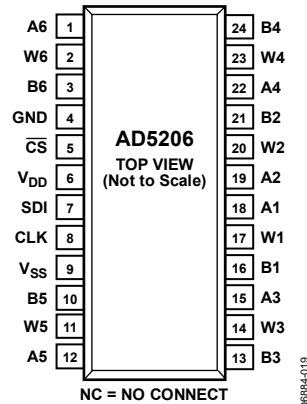 A6 1 24 B4
W6 2 23 W4
B6 3 22 A4
GND 4 21 B2
CS 5 20 W2
VDD 6 19 A2
SDI 7 18 A1
CLK 8 17 W1
VSS 9 16 B1
B5 10 15 A3
W5 11 14 W3
A5 12 13 B3
AD5206
TOP VIEW
(Not to Scale)
NC = NO CONNECT
06884-019